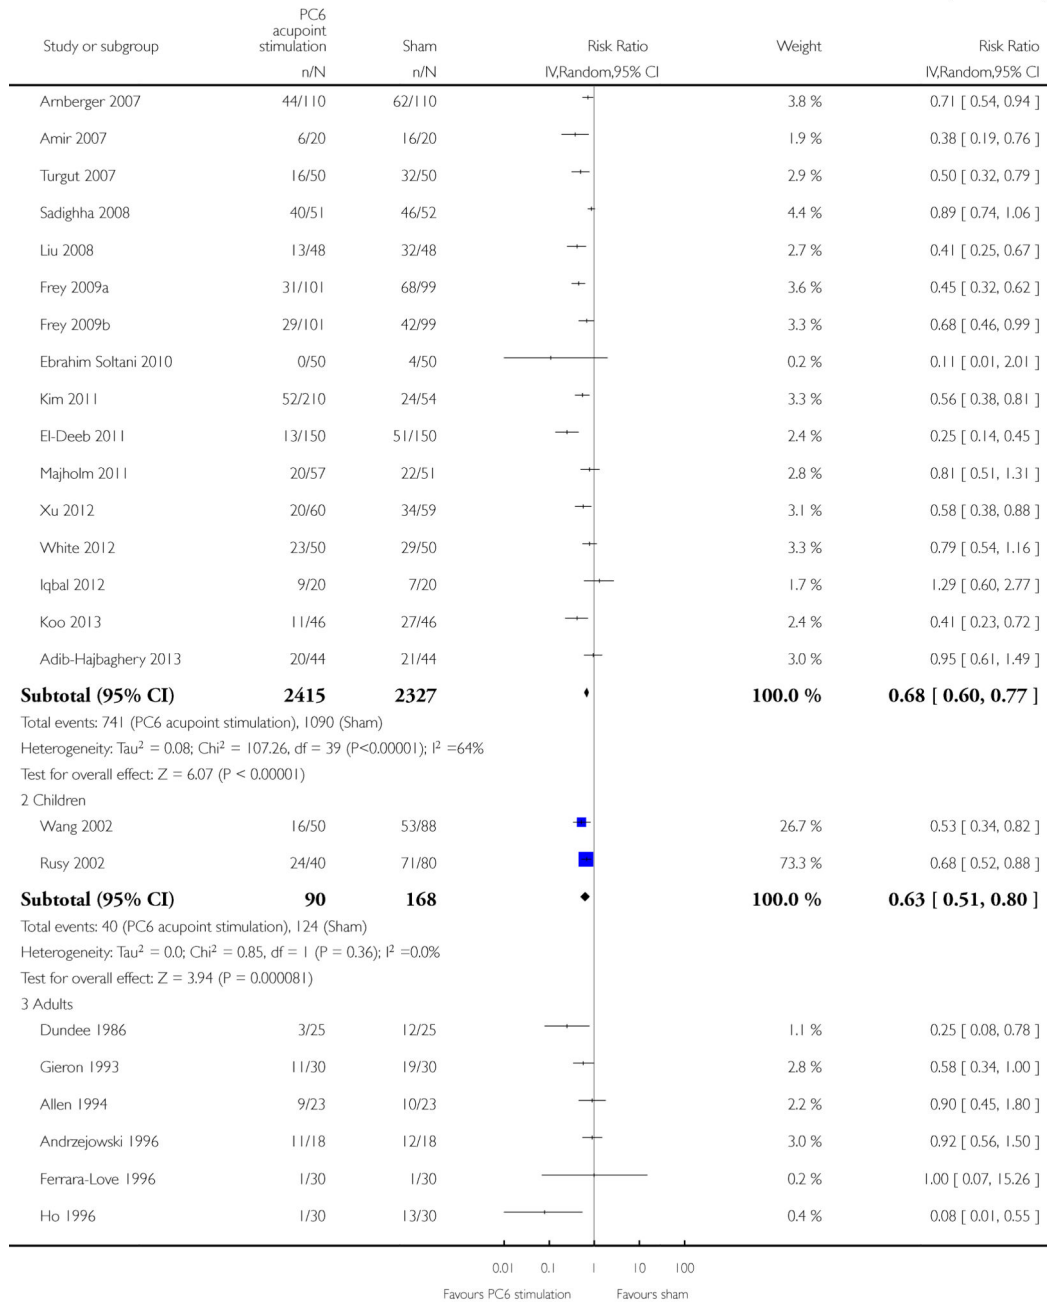 PC6
acupoint
Study or subgroup stimulation Sham Risk Ratio Weight Risk Ratio
n/N n/N IV,Random,95% CI IV,Random,95% CI
Arnberger 2007 44/110 62/110 3.8 % 0.71 [ 0.54, 0.94 ]
Amir 2007 6/20 16/20 1.9 % 0.38 [ 0.19, 0.76 ]
Turgut 2007 16/50 32/50 2.9 % 0.50 [ 0.32, 0.79 ]
Sadighha 2008 40/51 46/52 4.4 % 0.89 [ 0.74, 1.06 ]
Liu 2008 13/48 32/48 2.7 % 0.41 [ 0.25, 0.67 ]
Frey 2009a 31/101 68/99 3.6 % 0.45 [ 0.32, 0.62 ]
Frey 2009b 29/101 42/99 3.3 % 0.68 [ 0.46, 0.99 ]
Ebrahim Soltani 2010 0/50 4/50 0.2 % 0.11 [ 0.01, 2.01 ]
Kim 2011 52/210 24/54 3.3 % 0.56 [ 0.38, 0.81 ]
El-Deeb 2011 13/150 51/150 2.4 % 0.25 [ 0.14, 0.45 ]
Majholm 2011 20/57 22/51 2.8 % 0.81 [ 0.51, 1.31 ]
Xu 2012 20/60 34/59 3.1 % 0.58 [ 0.38, 0.88 ]
White 2012 23/50 29/50 3.3 % 0.79 [ 0.54, 1.16 ]
Iqbal 2012 9/20 7/20 1.7 % 1.29 [ 0.60, 2.77 ]
Koo 2013 11/46 27/46 2.4 % 0.41 [ 0.23, 0.72 ]
Adib-Hajbaghery 2013 20/44 21/44 3.0 % 0.95 [ 0.61, 1.49 ]
Subtotal (95% CI) 2415 2327 100.0 % 0.68 [ 0.60, 0.77 ]
Total events: 741 (PC6 acupoint stimulation), 1090 (Sham)
Heterogeneity: Tau² = 0.08; Chi² = 107.26, df = 39 (P<0.00001); I² =64%
Test for overall effect: Z = 6.07 (P < 0.00001)
2 Children
Wang 2002 16/50 53/88 26.7 % 0.53 [ 0.34, 0.82 ]
Rusy 2002 24/40 71/80 73.3 % 0.68 [ 0.52, 0.88 ]
Subtotal (95% CI) 90 168 100.0 % 0.63 [ 0.51, 0.80 ]
Total events: 40 (PC6 acupoint stimulation), 124 (Sham)
Heterogeneity: Tau² = 0.0; Chi² = 0.85, df = 1 (P = 0.36); I² =0.0%
Test for overall effect: Z = 3.94 (P = 0.000081)
3 Adults
Dundee 1986 3/25 12/25 1.1 % 0.25 [ 0.08, 0.78 ]
Gieron 1993 11/30 19/30 2.8 % 0.58 [ 0.34, 1.00 ]
Allen 1994 9/23 10/23 2.2 % 0.90 [ 0.45, 1.80 ]
Andrzejowski 1996 11/18 12/18 3.0 % 0.92 [ 0.56, 1.50 ]
Ferrara-Love 1996 1/30 1/30 0.2 % 1.00 [ 0.07, 15.26 ]
Ho 1996 1/30 13/30 0.4 % 0.08 [ 0.01, 0.55 ]
0.01 0.1 1 10 100
Favours PC6 stimulation Favours sham